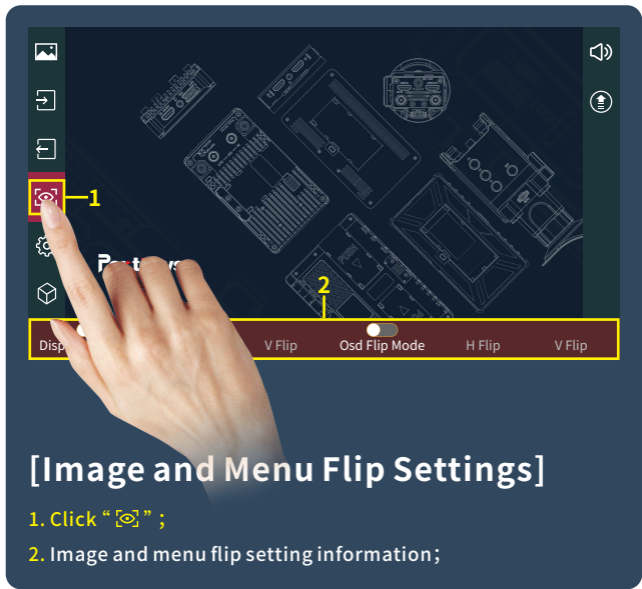 1
2
V Flip
Osd Flip Mode
H Flip
V Flip
[Image and Menu Flip Settings]
1. Click “ ”;
2. Image and menu flip setting information;